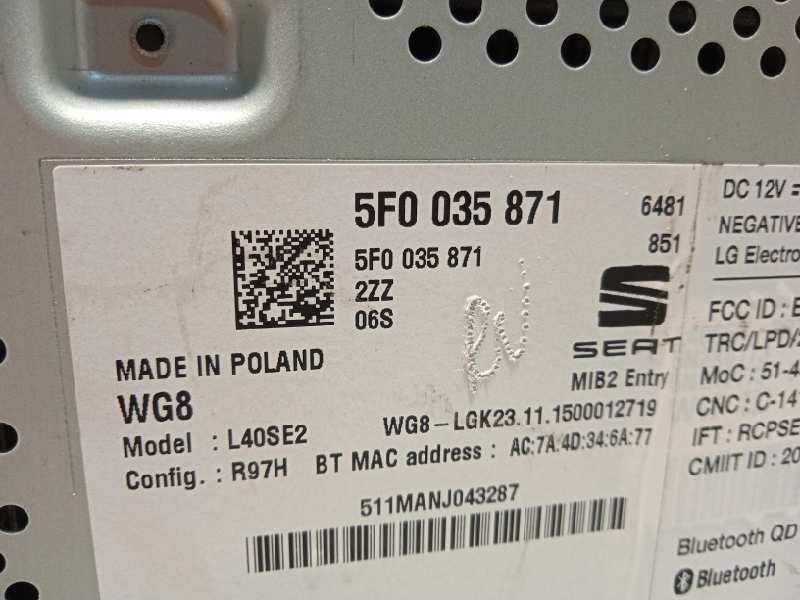 5F0 035 871
6481
5F0 035 871
851
2ZZ
06S
SEAT
MIB2 Entry
MADE IN POLAND
WG8
WG8-LGK23.11.1500012719
Model : L40SE2
Config. : R97H
BT MAC address : AC:7A:4D:34:6A:77
511MANJ043287
DC 12V
NEGATIVE
LG Electro
FCC ID : 
TRC/LPD/
MoC : 51-4
CNC : C-14
IFT : RCPSE
CMIIT ID : 20
Bluetooth QD
Bluetooth